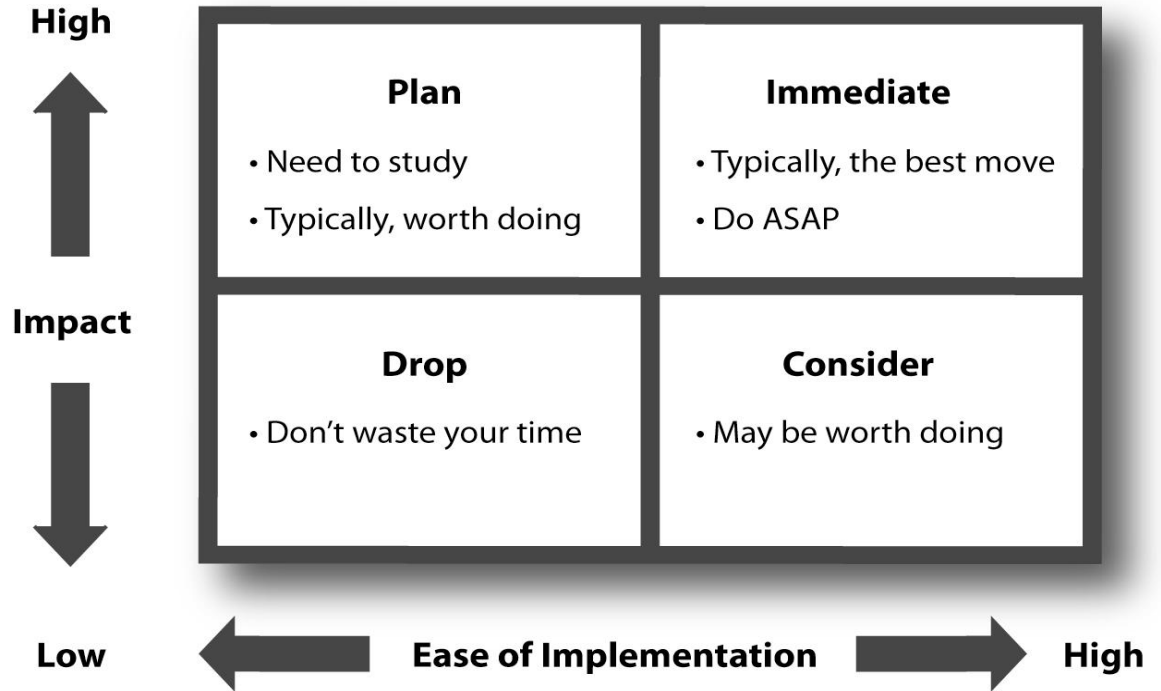 High
Plan
• Need to study
• Typically, worth doing
Immediate
• Typically, the best move
• Do ASAP
Impact
Drop
• Don’t waste your time
Consider
• May be worth doing
Low
Ease of Implementation
High